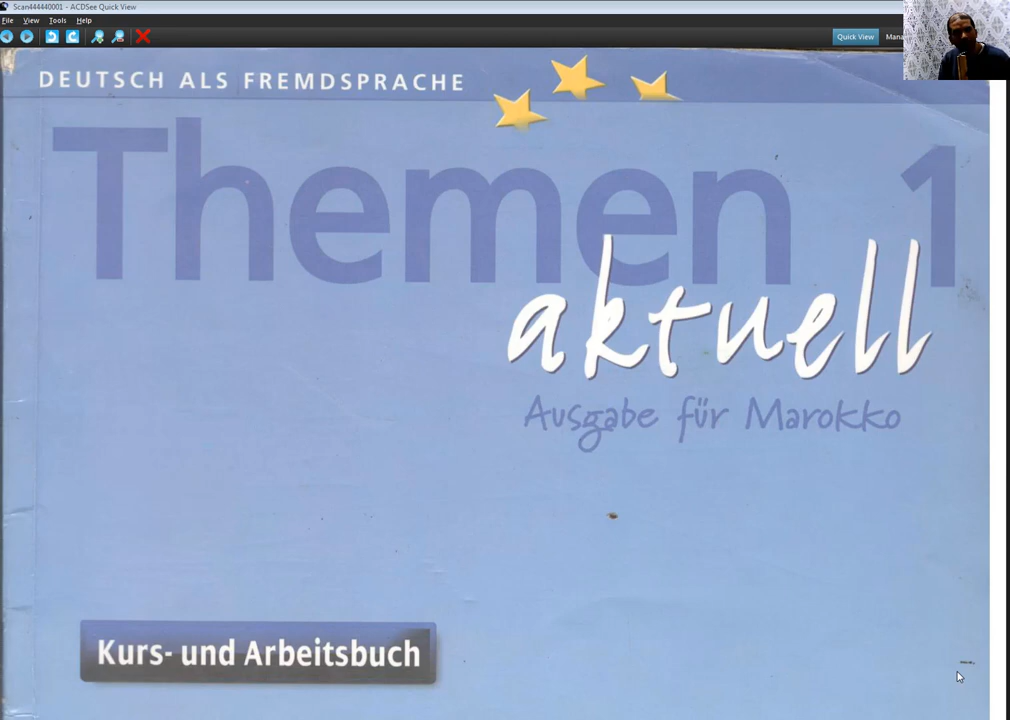 Scan444440001 - ACDSee Quick View
File View Tools Help
Quick View
DEUTSCH ALS FREMDSPRACHE
Themen 1
aktuell
Ausgabe für Marokko
Kurs- und Arbeitsbuch